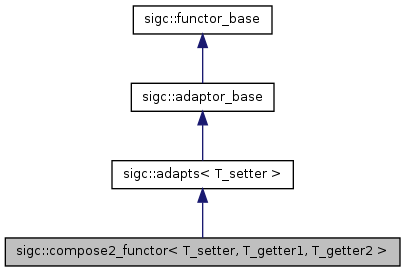 sigc::functor_base
sigc::adaptor_base
sigc::adapts< T_setter >
sigc::compose2_functor< T_setter, T_getter1, T_getter2 >